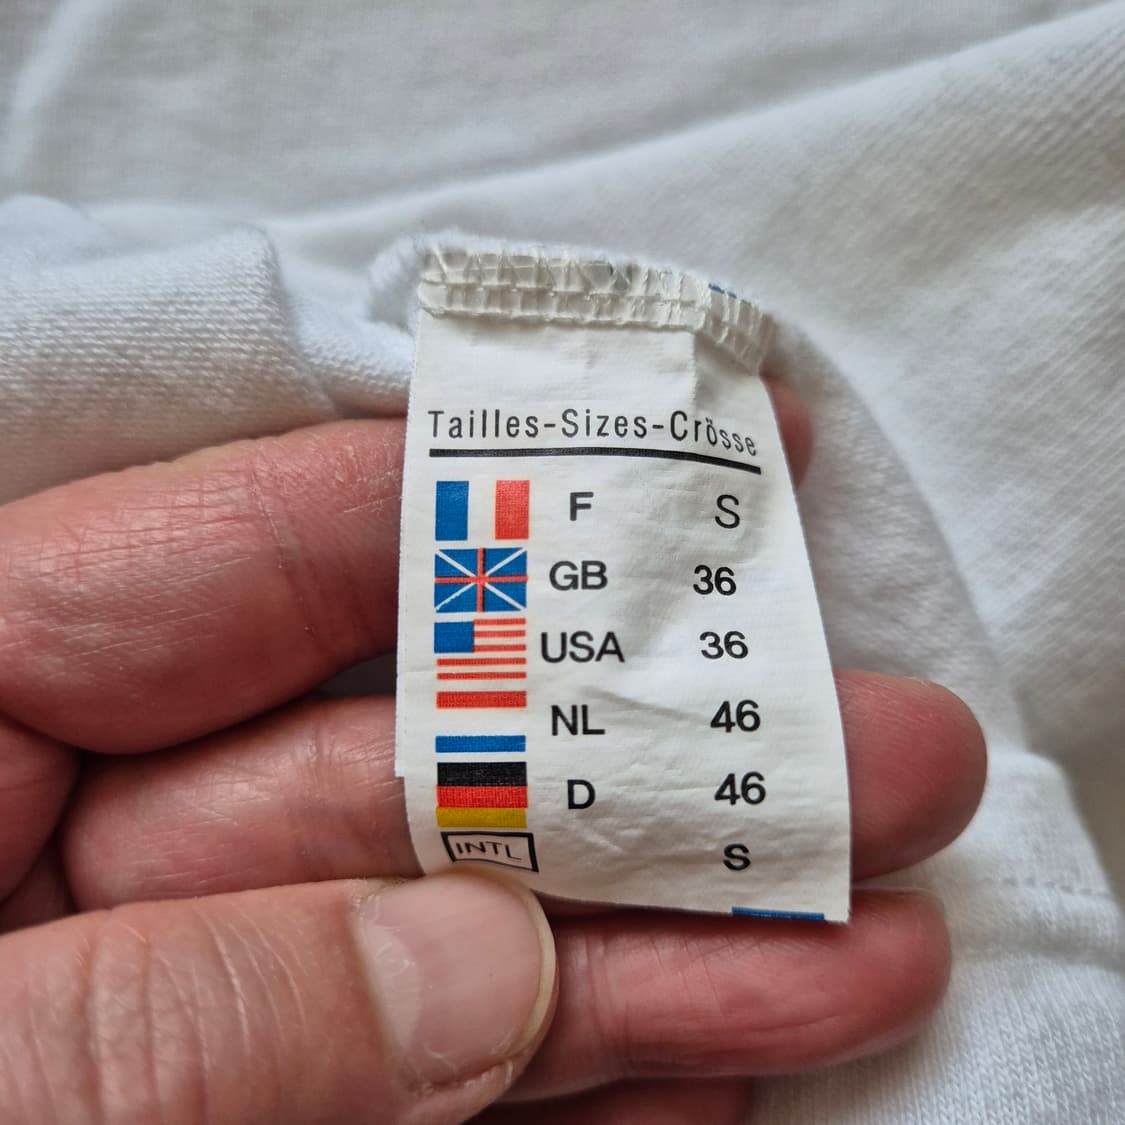 Tailles-Sizes-Crösse
F S
GB 36
USA 36
NL 46
D 46
INTL S